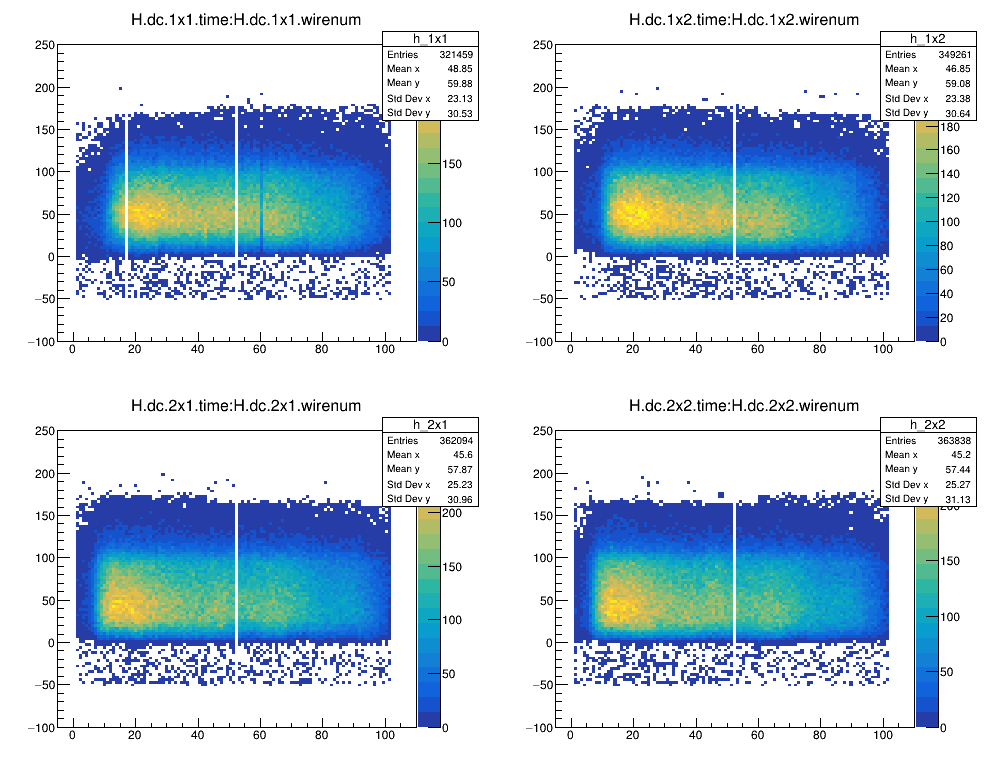 H.dc.1x1.time:H.dc.1x1.wirenum
h_1x1
Entries 321459
Mean x 48.85
Mean y 59.88
Std Dev x 23.13
Std Dev y 30.53
250
200
150
100
50
0
−50
−100
0 20 40 60 80 100
150
100
50
0
H.dc.1x2.time:H.dc.1x2.wirenum
h_1x2
Entries 349261
Mean x 46.85
Mean y 59.08
Std Dev x 23.38
Std Dev y 30.64
250
200
150
100
50
0
−50
−100
0 20 40 60 80 100
180
160
140
120
100
80
60
40
20
0
H.dc.2x1.time:H.dc.2x1.wirenum
h_2x1
Entries 362094
Mean x 45.6
Mean y 57.87
Std Dev x 25.23
Std Dev y 30.96
250
200
150
100
50
0
−50
−100
0 20 40 60 80 100
200
150
100
50
0
H.dc.2x2.time:H.dc.2x2.wirenum
h_2x2
Entries 363838
Mean x 45.2
Mean y 57.44
Std Dev x 25.27
Std Dev y 31.13
250
200
150
100
50
0
−50
−100
0 20 40 60 80 100
200
150
100
50
0